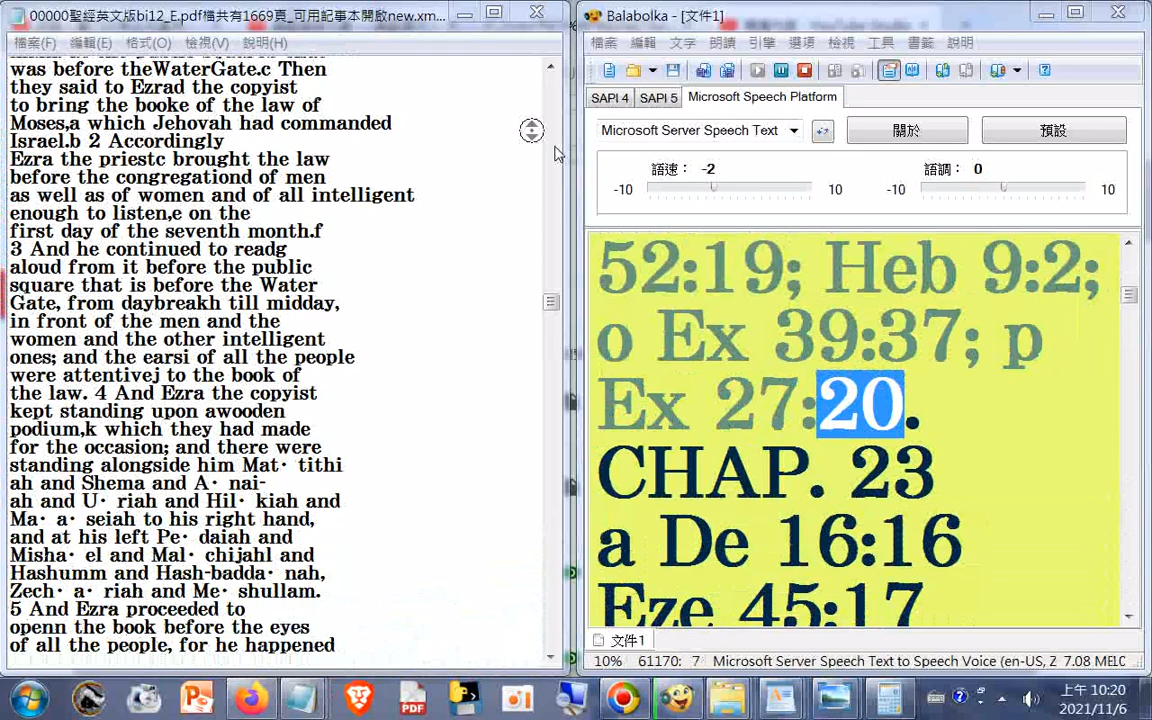 00000聖經英文版bi12_E.pdf檔共有1669頁_可用記事本開啟new.xm...
檔案(F) 編輯(E) 格式(O) 檢視(V) 說明(H)
was before theWaterGate.c Then
they said to Ezrad the copyist
to bring the booke of the law of
Moses,a which Jehovah had commanded
Israel.b 2 Accordingly
Ezra the priestc brought the law
before the congregationd of men
as well as of women and of all intelligent
enough to listen,e on the
first day of the seventh month.f
3 And he continued to readg
aloud from it before the public
square that is before the Water
Gate, from daybreakh till midday,
in front of the men and the
women and the other intelligent
ones; and the earsi of all the people
were attentivej to the book of
the law. 4 And Ezra the copyist
kept standing upon awooden
podium,k which they had made
for the occasion; and there were
standing alongside him Mat· tithi
ah and Shema and A· nai-
ah and U· riah and Hil· kiah and
Ma· a· seiah to his right hand,
and at his left Pe· daiah and
Misha· el and Mal· chijahl and
Hashumm and Hash-badda· nah,
Zech· a· riah and Me· shullam.
5 And Ezra proceeded to
openn the book before the eyes
of all the people, for he happened
Balabolka - [文件1]
檔案 編輯 文字 朗讀 引擎 選項 檢視 工具 書籤 說明
SAPI 4 SAPI 5 Microsoft Speech Platform
Microsoft Server Speech Text 關於 預設
語速： -2 語調： 0
-10 10 -10 10
52:19; Heb 9:2;
o Ex 39:37; p
Ex 27:20.
CHAP. 23
a De 16:16
Eze 45:17
文件1
10% 61170: 7 Microsoft Server Speech Text to Speech Voice (en-US, Z 7.08 MELC
PDF
上午 10:20
2021/11/6